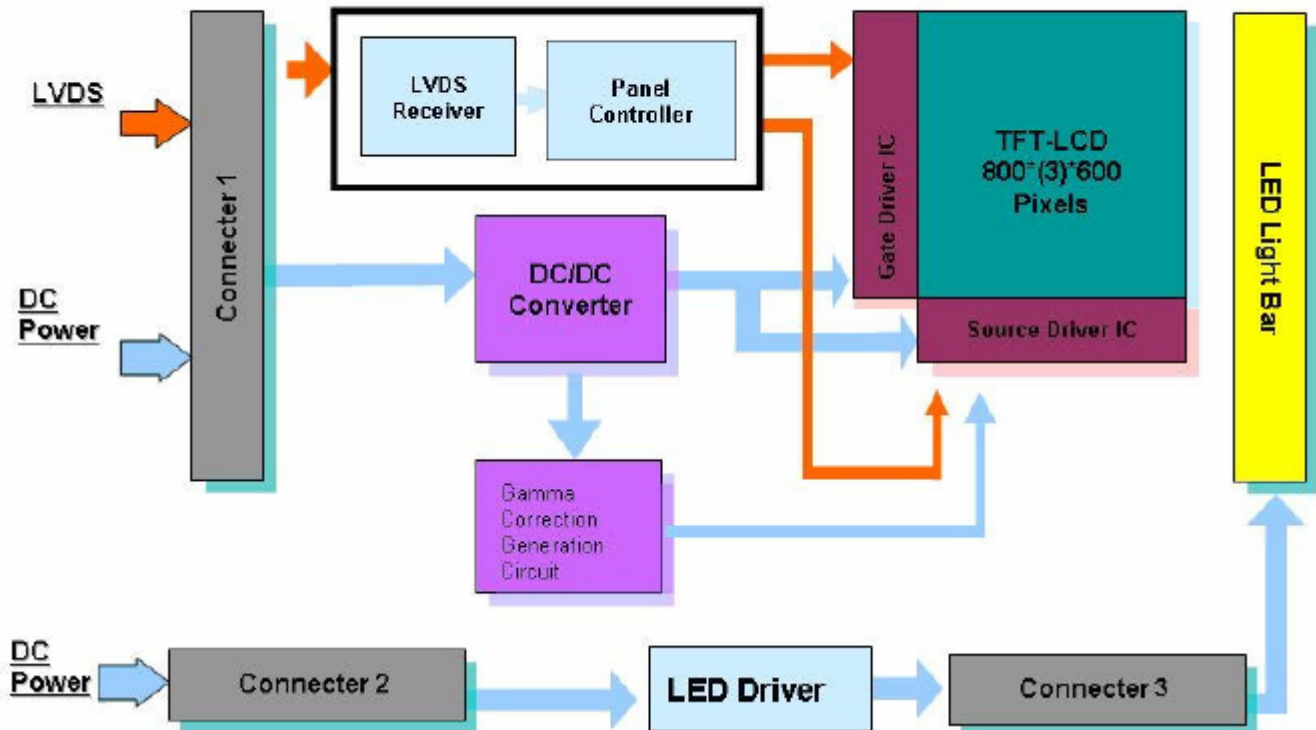 LVDS
DC
Power
Connecter 1
LVDS
Receiver
Panel
Controller
DC/DC
Converter
Gamma
Correction
Generation
Circuit
Gate Driver IC
TFT-LCD
800*(3)*600
Pixels
Source Driver IC
LED Light Bar
DC
Power
Connecter 2
LED Driver
Connecter 3